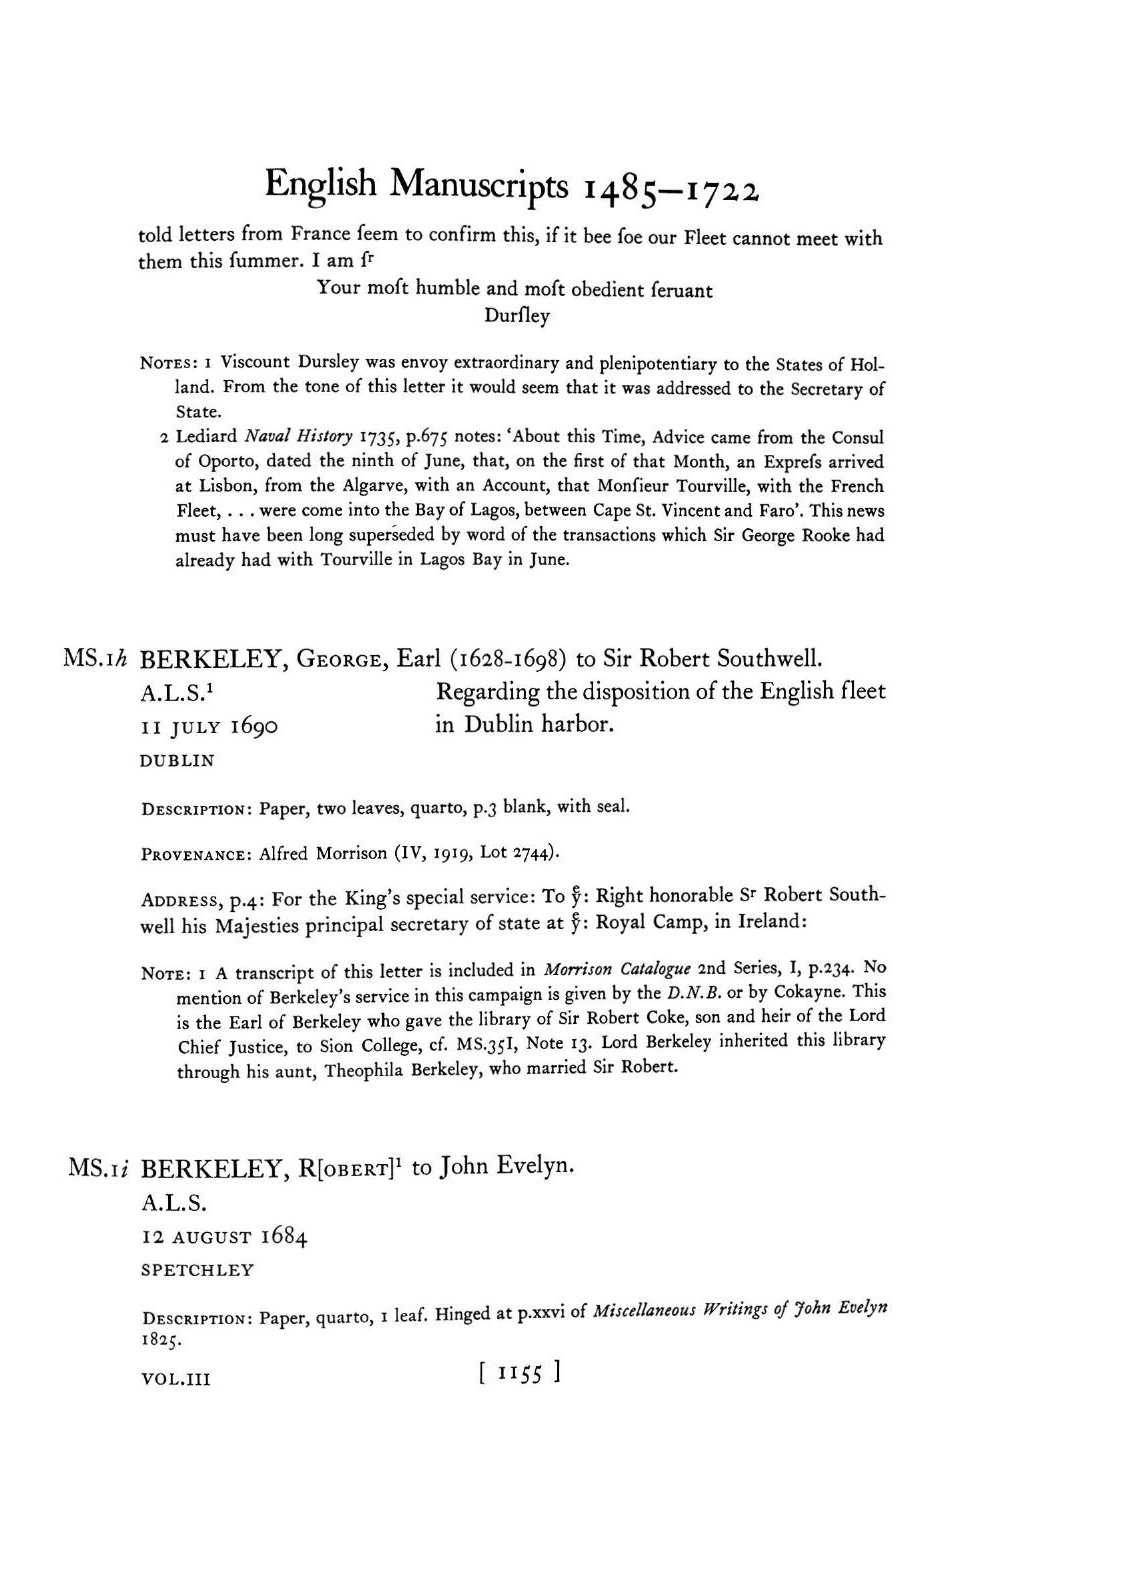 English Manuscripts 1485–1722
told letters from France ſeem to confirm this, if it bee ſoe our Fleet cannot meet with
them this ſummer. I am ſʳ
Your moſt humble and moſt obedient ſeruant
Durſley
NOTES: 1 Viscount Dursley was envoy extraordinary and plenipotentiary to the States of Hol-
land. From the tone of this letter it would seem that it was addressed to the Secretary of
State.
2 Lediard Naval History 1735, p.675 notes: ‘About this Time, Advice came from the Consul
of Oporto, dated the ninth of June, that, on the first of that Month, an Expreſs arrived
at Lisbon, from the Algarve, with an Account, that Monſieur Tourville, with the French
Fleet, . . . were come into the Bay of Lagos, between Cape St. Vincent and Faro’. This news
must have been long superseded by word of the transactions which Sir George Rooke had
already had with Tourville in Lagos Bay in June.
MS.1h BERKELEY, GEORGE, Earl (1628-1698) to Sir Robert Southwell.
A.L.S.¹ Regarding the disposition of the English fleet
11 JULY 1690 in Dublin harbor.
DUBLIN
DESCRIPTION: Paper, two leaves, quarto, p.3 blank, with seal.
PROVENANCE: Alfred Morrison (IV, 1919, Lot 2744).
ADDRESS, p.4: For the King’s special service: To yᵉ: Right honorable Sʳ Robert South-
well his Majesties principal secretary of state at yᵉ: Royal Camp, in Ireland:
NOTE: 1 A transcript of this letter is included in Morrison Catalogue 2nd Series, I, p.234. No
mention of Berkeley’s service in this campaign is given by the D.N.B. or by Cokayne. This
is the Earl of Berkeley who gave the library of Sir Robert Coke, son and heir of the Lord
Chief Justice, to Sion College, cf. MS.35I, Note 13. Lord Berkeley inherited this library
through his aunt, Theophila Berkeley, who married Sir Robert.
MS.1i BERKELEY, R[OBERT]¹ to John Evelyn.
A.L.S.
12 AUGUST 1684
SPETCHLEY
DESCRIPTION: Paper, quarto, 1 leaf. Hinged at p.xxvi of Miscellaneous Writings of John Evelyn
1825.
VOL.III [ 1155 ]